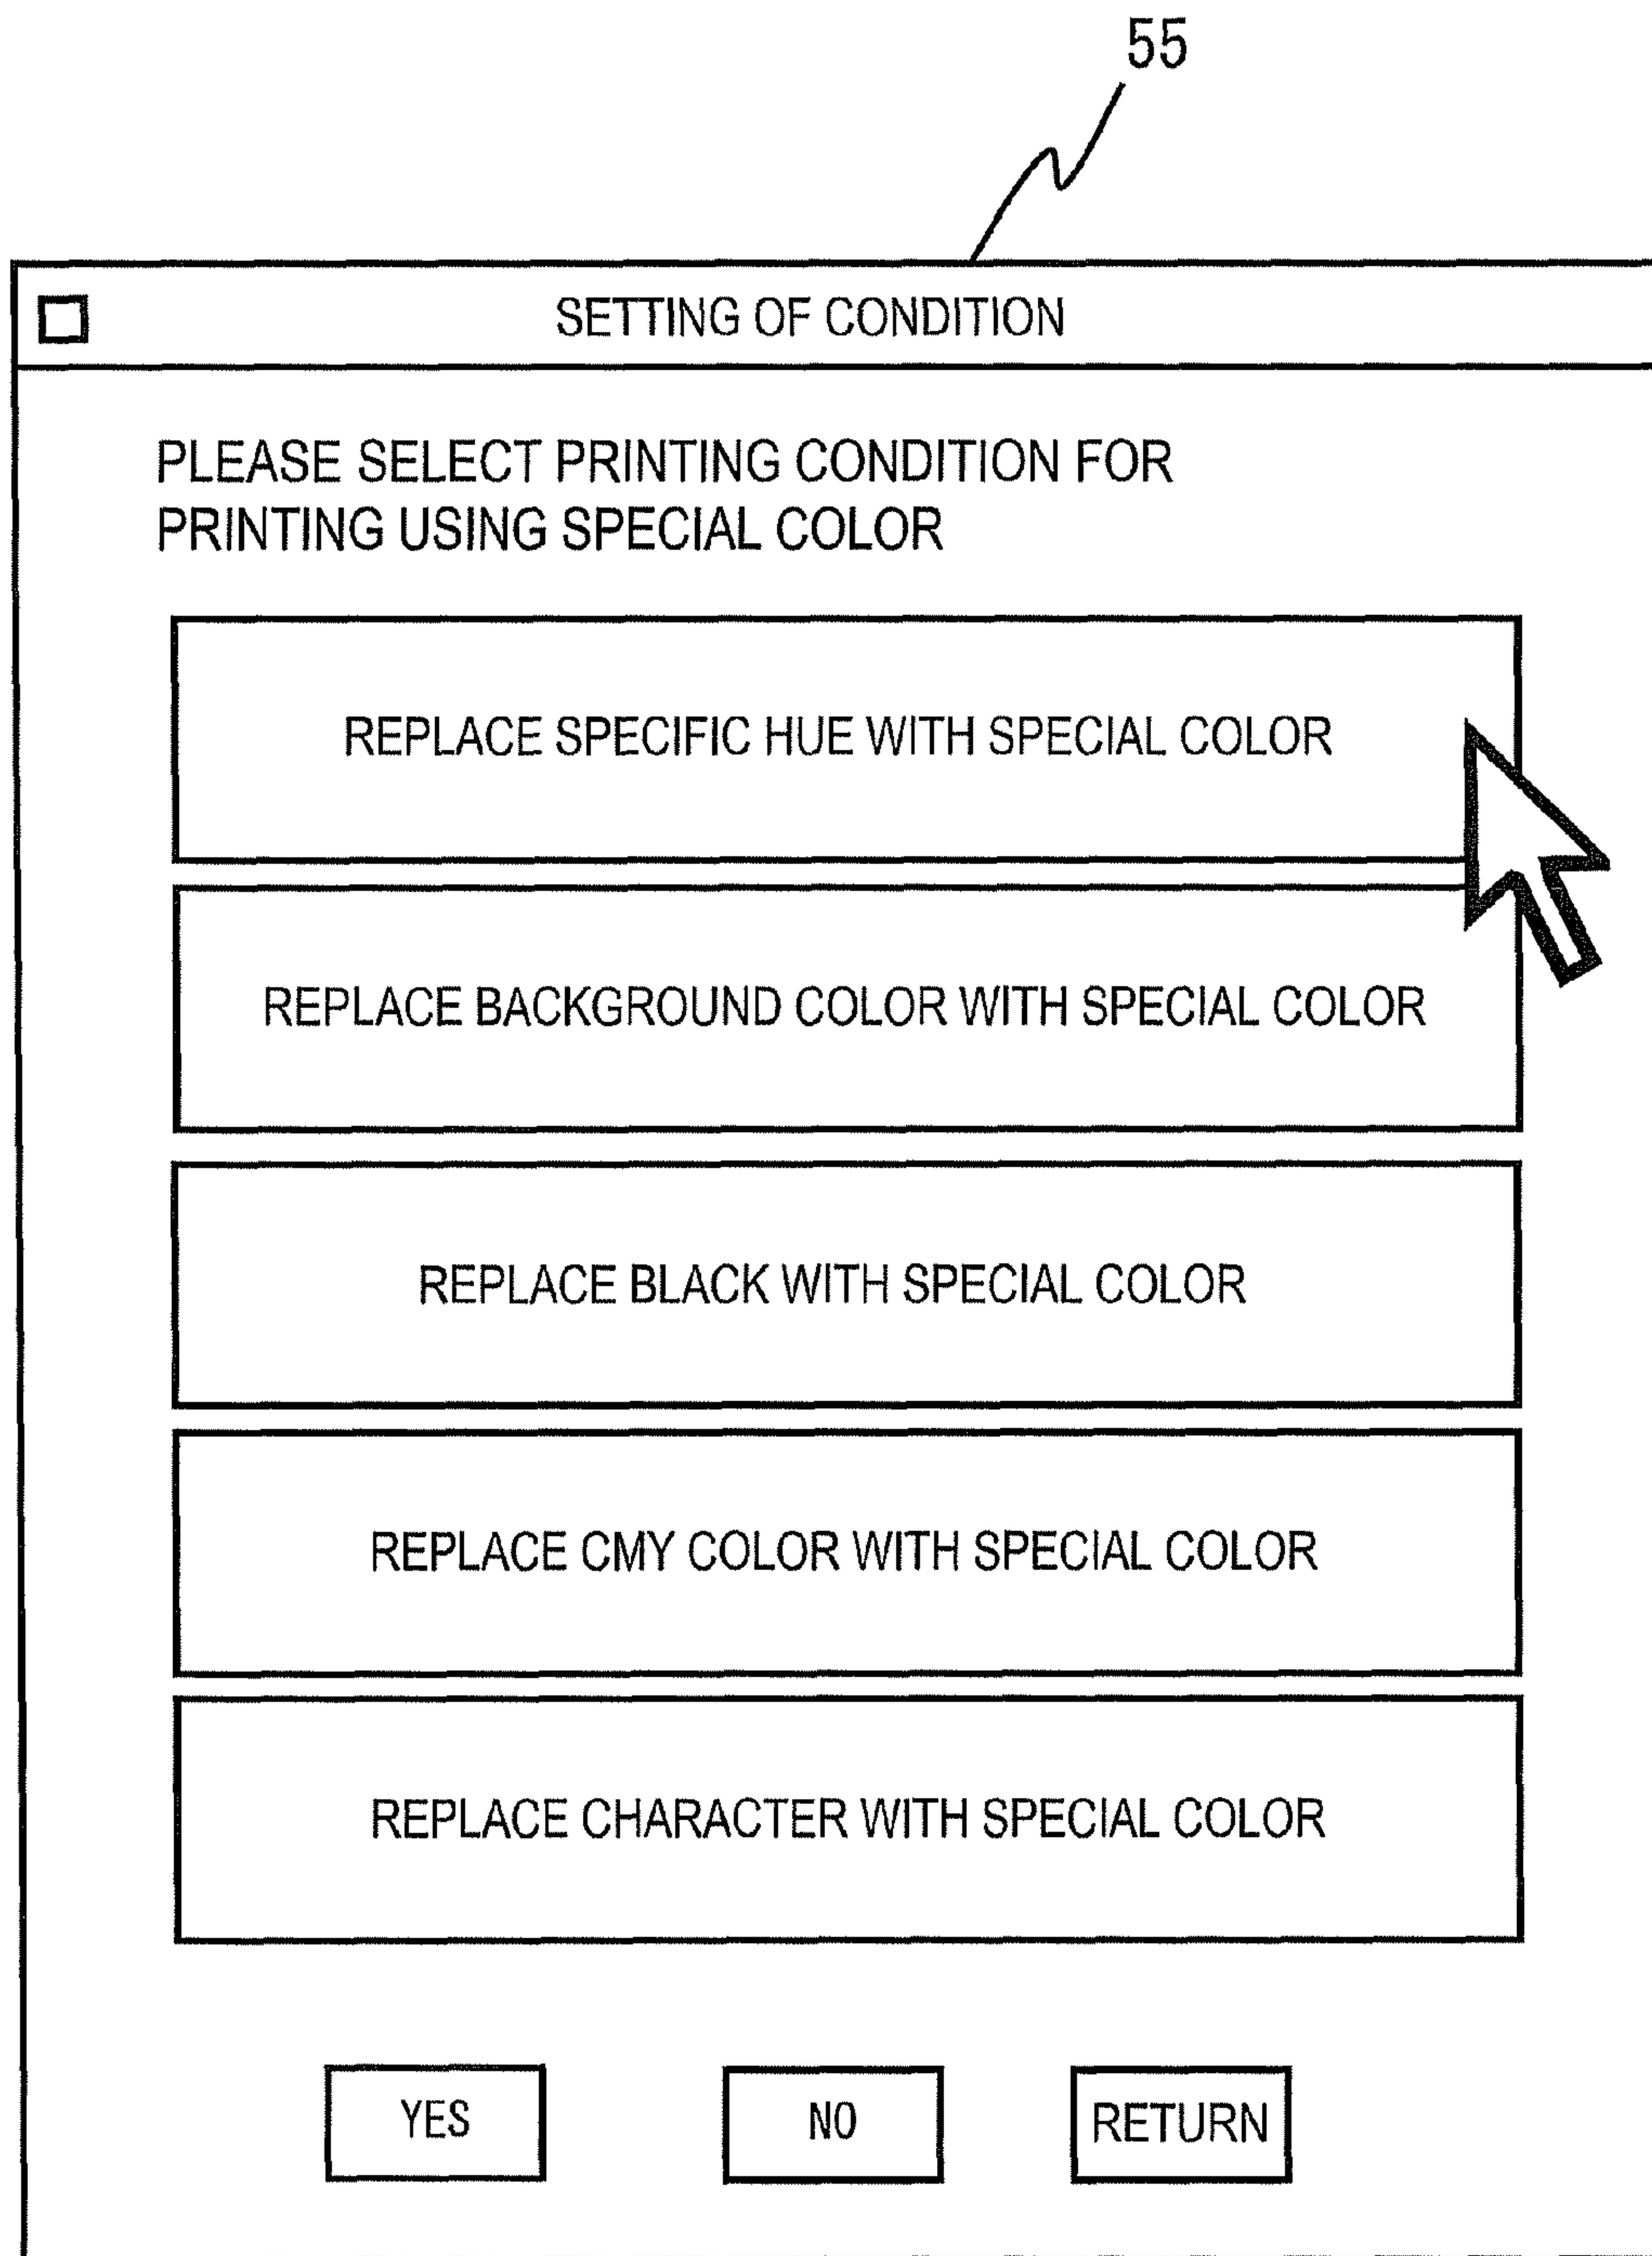 55
SETTING OF CONDITION
PLEASE SELECT PRINTING CONDITION FOR
PRINTING USING SPECIAL COLOR
REPLACE SPECIFIC HUE WITH SPECIAL COLOR
REPLACE BACKGROUND COLOR WITH SPECIAL COLOR
REPLACE BLACK WITH SPECIAL COLOR
REPLACE CMY COLOR WITH SPECIAL COLOR
REPLACE CHARACTER WITH SPECIAL COLOR
YES NO RETURN